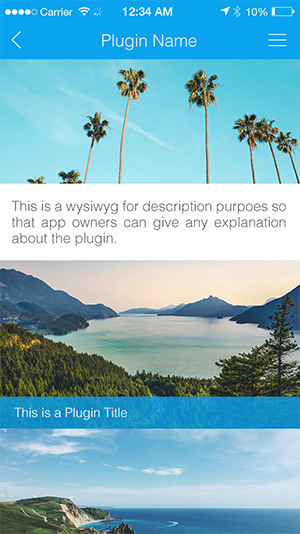 Carrier 12:34 AM 10%
Plugin Name
This is a wysiwyg for description purpoes so
that app owners can give any explanation
about the plugin.
This is a Plugin Title